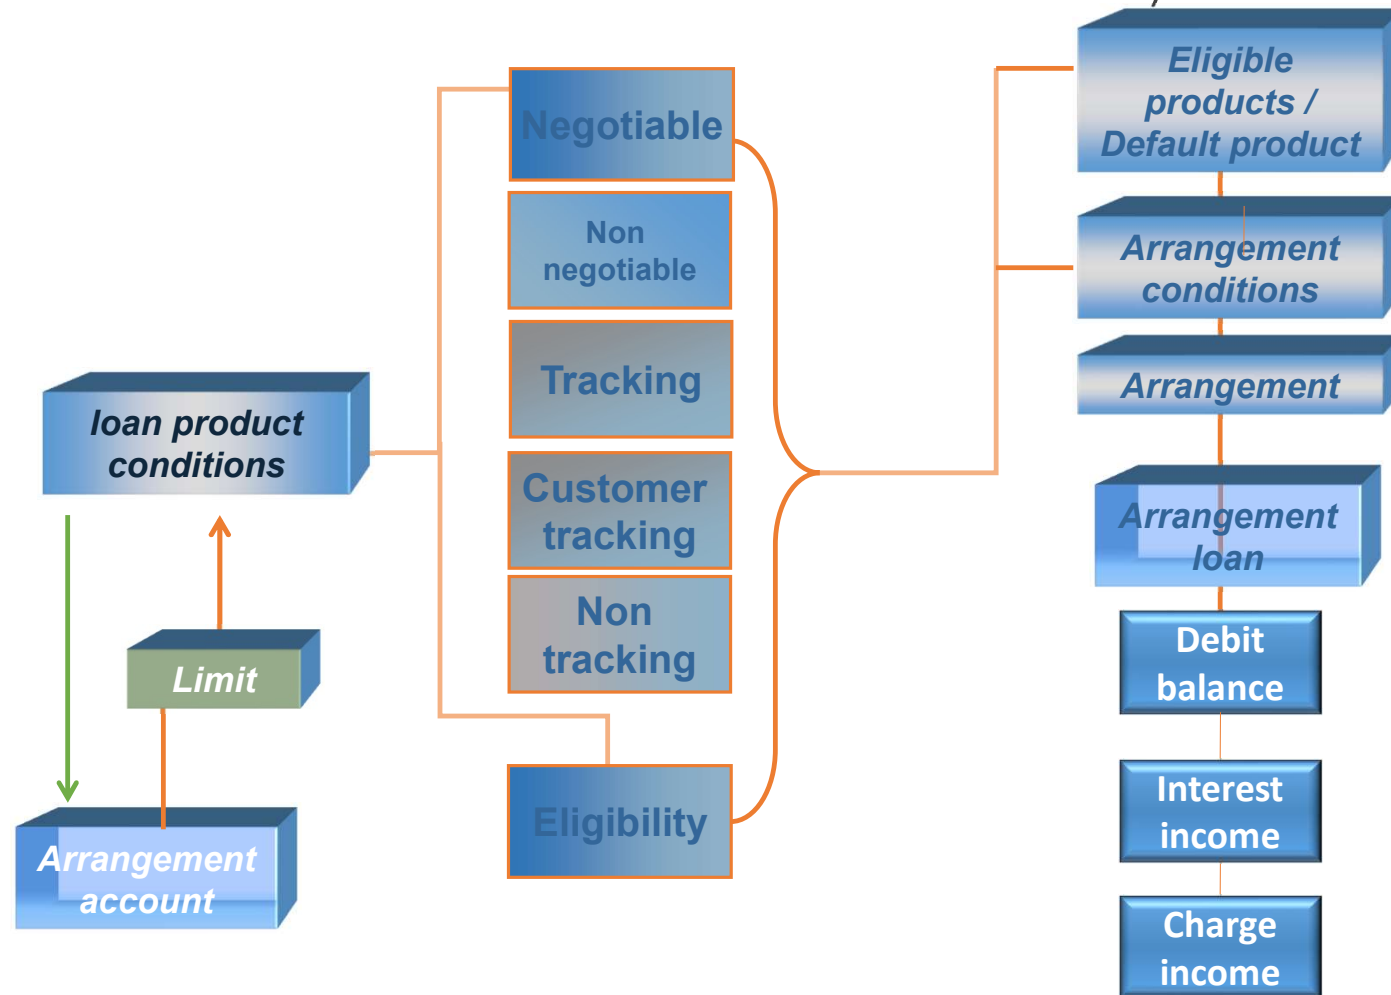 loan product
conditions
Limit
Arrangement
account
Negotiable
Non
negotiable
Tracking
Customer
tracking
Non
tracking
Eligibility
Eligible
products /
Default product
Arrangement
conditions
Arrangement
Arrangement
loan
Debit
balance
Interest
income
Charge
income